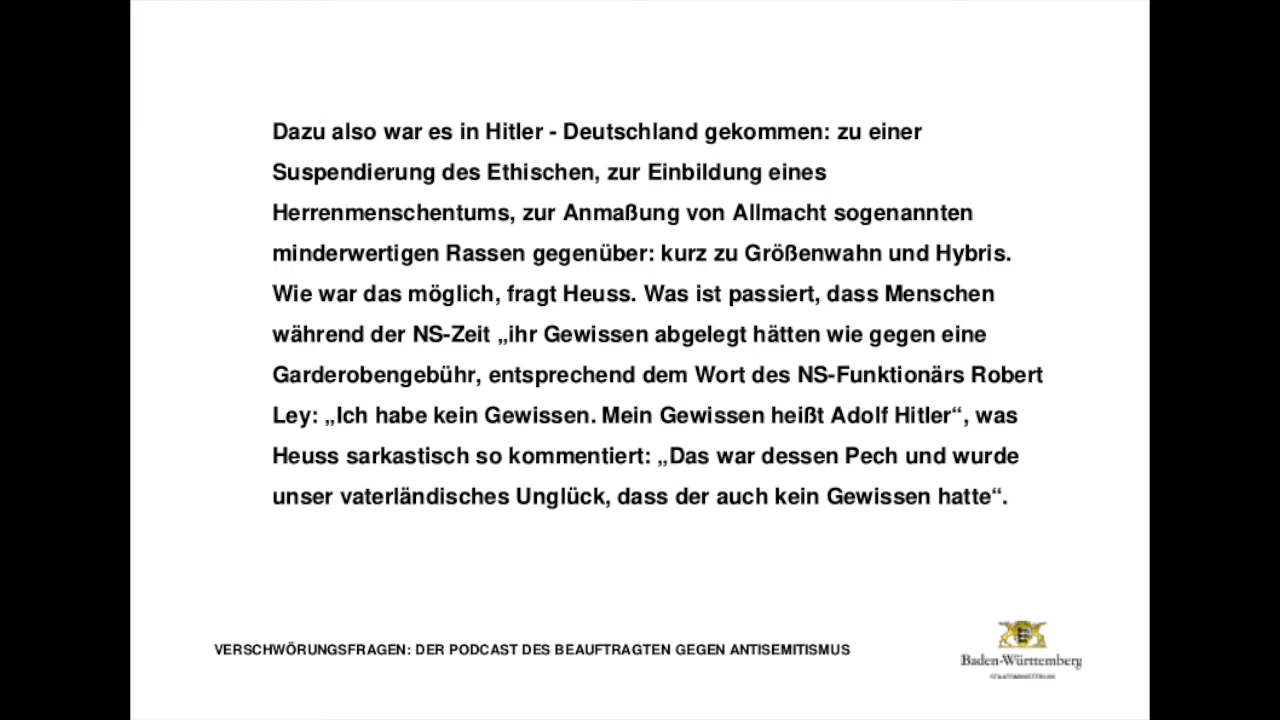 Dazu also war es in Hitler - Deutschland gekommen: zu einer
Suspendierung des Ethischen, zur Einbildung eines
Herrenmenschentums, zur Anmaßung von Allmacht sogenannten
minderwertigen Rassen gegenüber: kurz zu Größenwahn und Hybris.
Wie war das möglich, fragt Heuss. Was ist passiert, dass Menschen
während der NS-Zeit „ihr Gewissen abgelegt hätten wie gegen eine
Garderobengebühr, entsprechend dem Wort des NS-Funktionärs Robert
Ley: „Ich habe kein Gewissen. Mein Gewissen heißt Adolf Hitler“, was
Heuss sarkastisch so kommentiert: „Das war dessen Pech und wurde
unser vaterländisches Unglück, dass der auch kein Gewissen hatte“.
VERSCHWÖRUNGSFRAGEN: DER PODCAST DES BEAUFTRAGTEN GEGEN ANTISEMITISMUS
Baden-Württemberg
STAATSMINISTERIUM